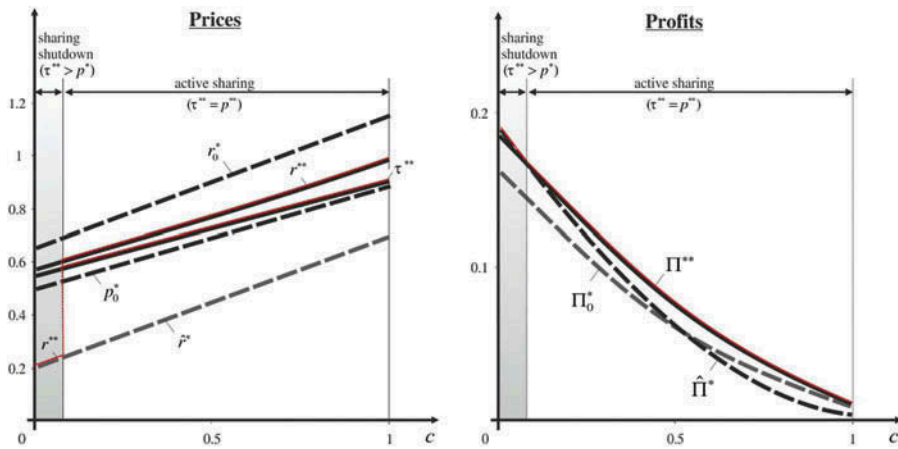 Prices
sharing
shutdown
(τ** > p*)
active sharing
(τ** = p**)
1.2
1
0.8
0.6
0.4
0.2
0
0.5
1
c
r₀*
r**
τ**
p₀*
r**
r̂*
Profits
sharing
shutdown
(τ** > p*)
active sharing
(τ** = p**)
0.2
0.1
0
0.5
1
c
Π**
Π₀*
Π̂*